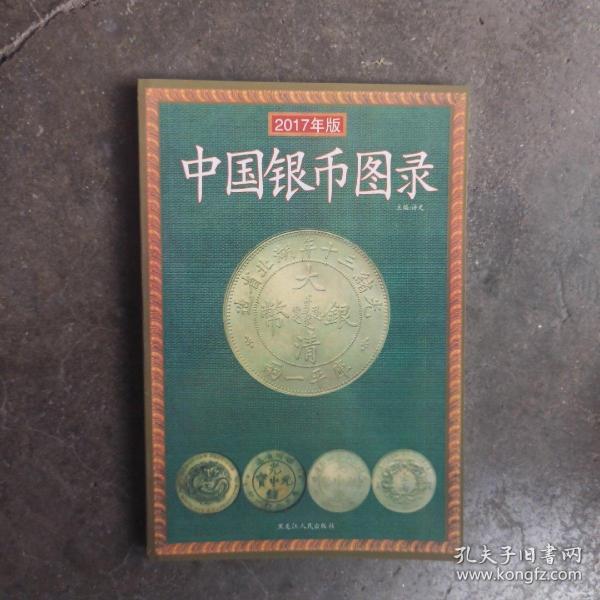 2017年版
中国银币图录
主编:诗文
光緒三十年湖北省造
大清銀幣
庫平一兩
黑龙江人民出版社
孔夫子旧書网
www.kongfz.com